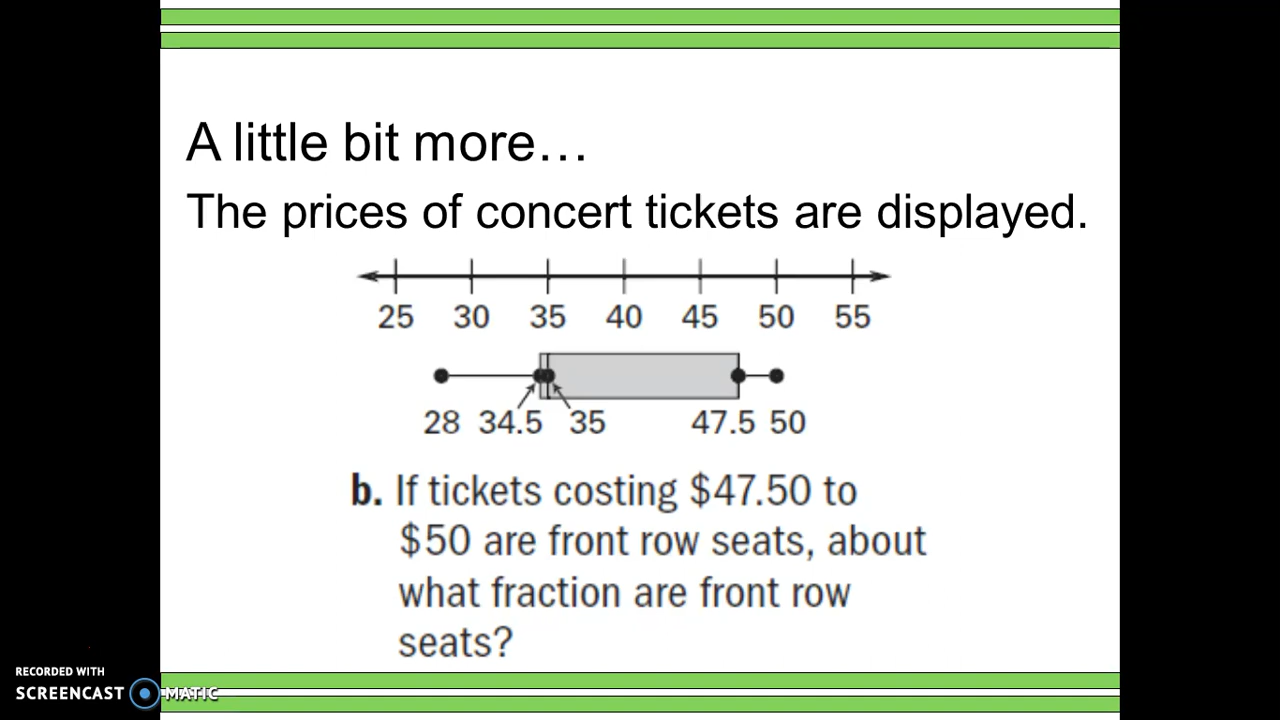 A little bit more…
The prices of concert tickets are displayed.
25 30 35 40 45 50 55
28 34.5 35 47.5 50
b. If tickets costing $47.50 to
$50 are front row seats, about
what fraction are front row
seats?
RECORDED WITH
SCREENCAST MATIC